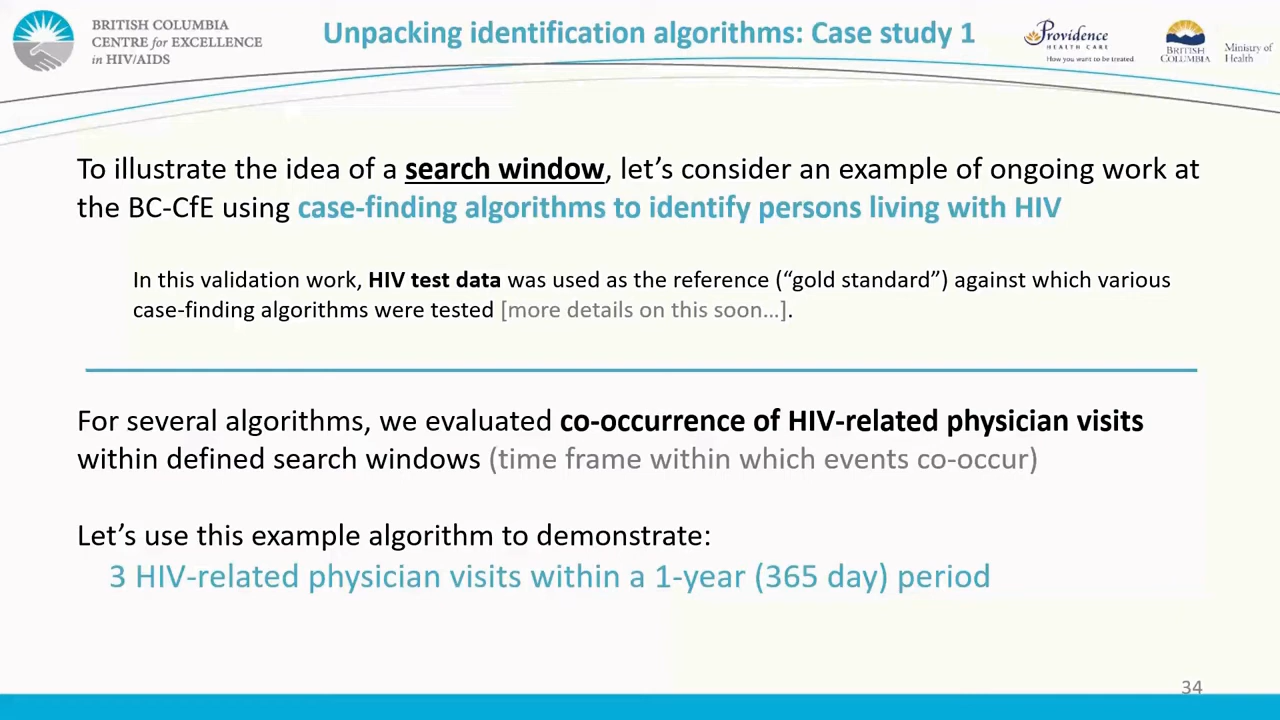 BRITISH COLUMBIA
CENTRE for EXCELLENCE
in HIV/AIDS
Unpacking identification algorithms: Case study 1
Providence
HEALTH CARE
How you want to be treated
BRITISH
COLUMBIA
Ministry of
Health
To illustrate the idea of a search window, let’s consider an example of ongoing work at
the BC-CfE using case-finding algorithms to identify persons living with HIV
In this validation work, HIV test data was used as the reference (“gold standard”) against which various
case-finding algorithms were tested [more details on this soon…].
For several algorithms, we evaluated co-occurrence of HIV-related physician visits
within defined search windows (time frame within which events co-occur)
Let’s use this example algorithm to demonstrate:
3 HIV-related physician visits within a 1-year (365 day) period
34